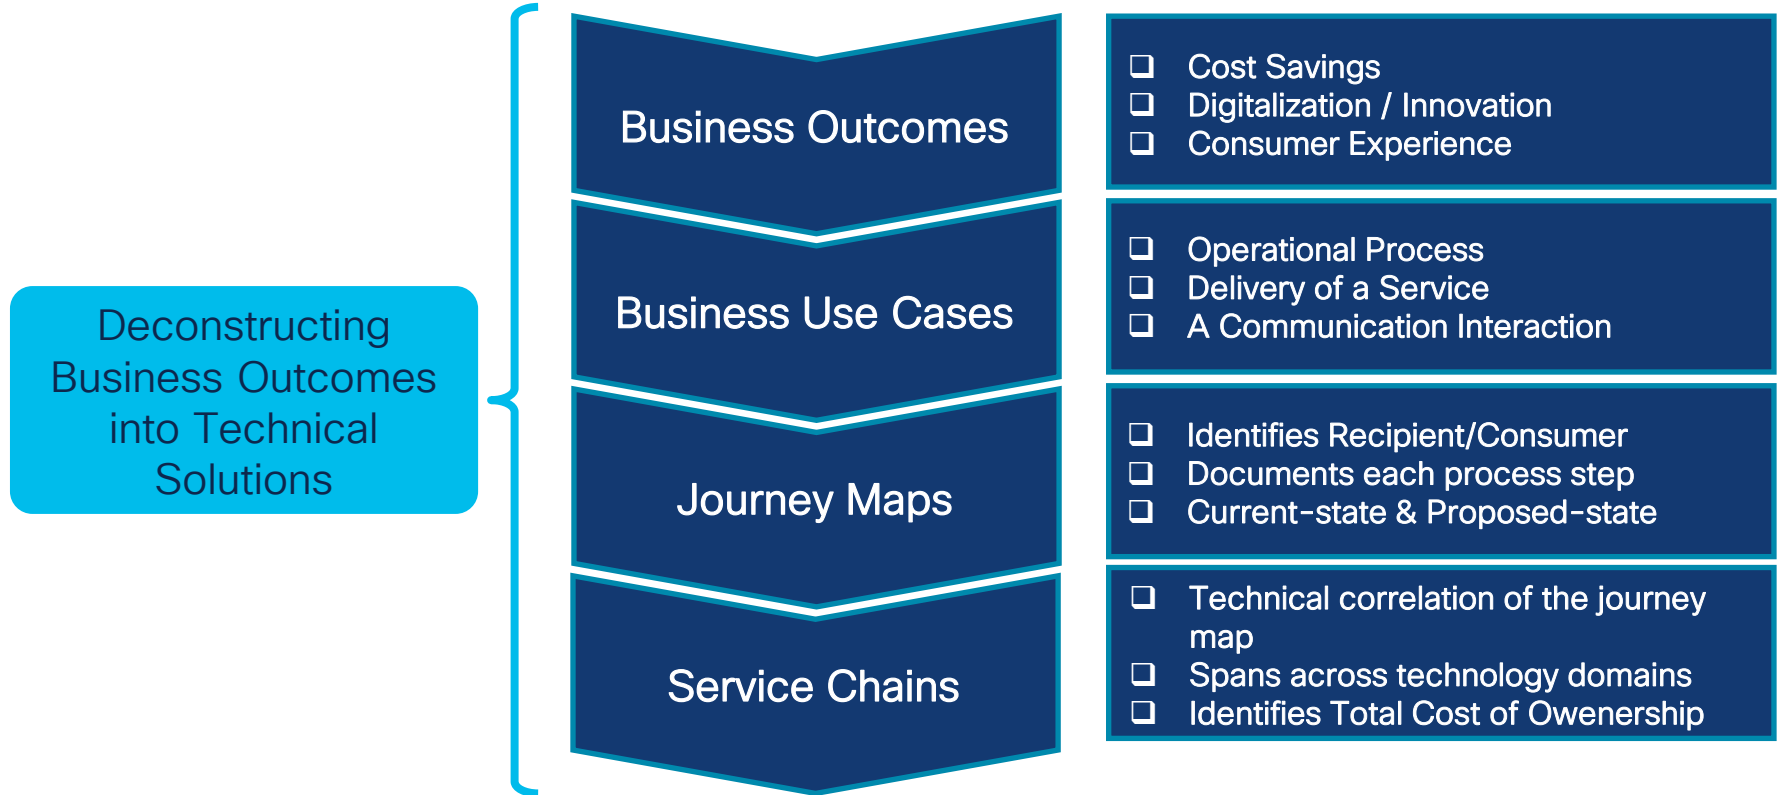 Deconstructing
Business Outcomes
into Technical
Solutions
Business Outcomes
Cost Savings
Digitalization / Innovation
Consumer Experience
Business Use Cases
Operational Process
Delivery of a Service
A Communication Interaction
Journey Maps
Identifies Recipient/Consumer
Documents each process step
Current-state & Proposed-state
Service Chains
Technical correlation of the journey
map
Spans across technology domains
Identifies Total Cost of Owenership